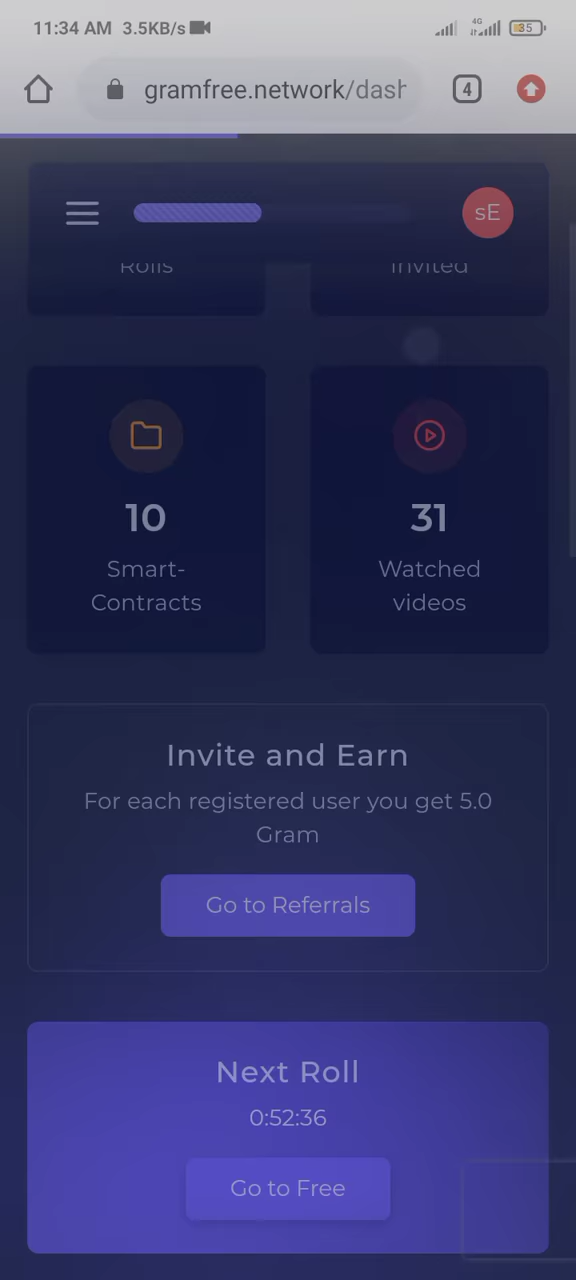 11:34 AM 3.5KB/s 4G 35
gramfree.network/dash 4
sE
Rolls Invited
10 31
Smart- Watched
Contracts videos
Invite and Earn
For each registered user you get 5.0
Gram
Go to Referrals
Next Roll
0:52:36
Go to Free